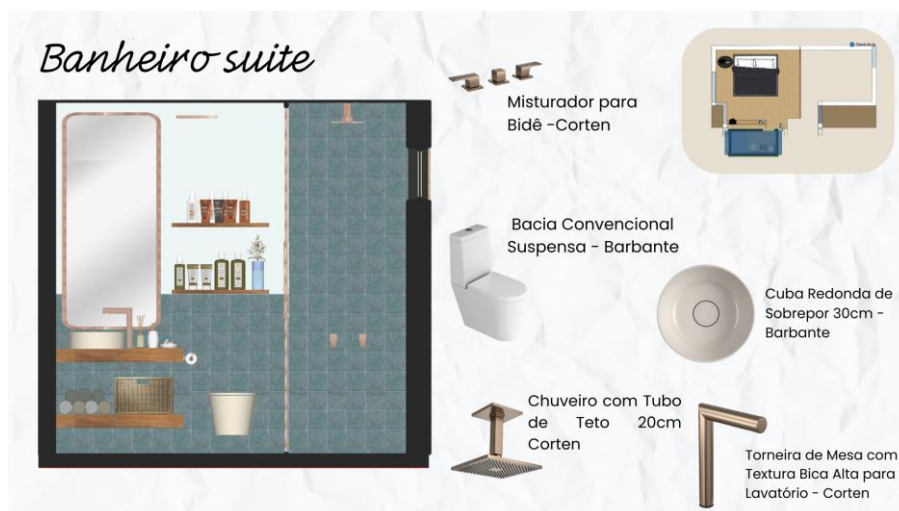 Banheiro suite
Misturador para
Bidê -Corten
Bacia Convencional
Suspensa - Barbante
Cuba Redonda de
Sobrepor 30cm -
Barbante
Chuveiro com Tubo
de Teto 20cm
Corten
Torneira de Mesa com
Textura Bica Alta para
Lavatório - Corten